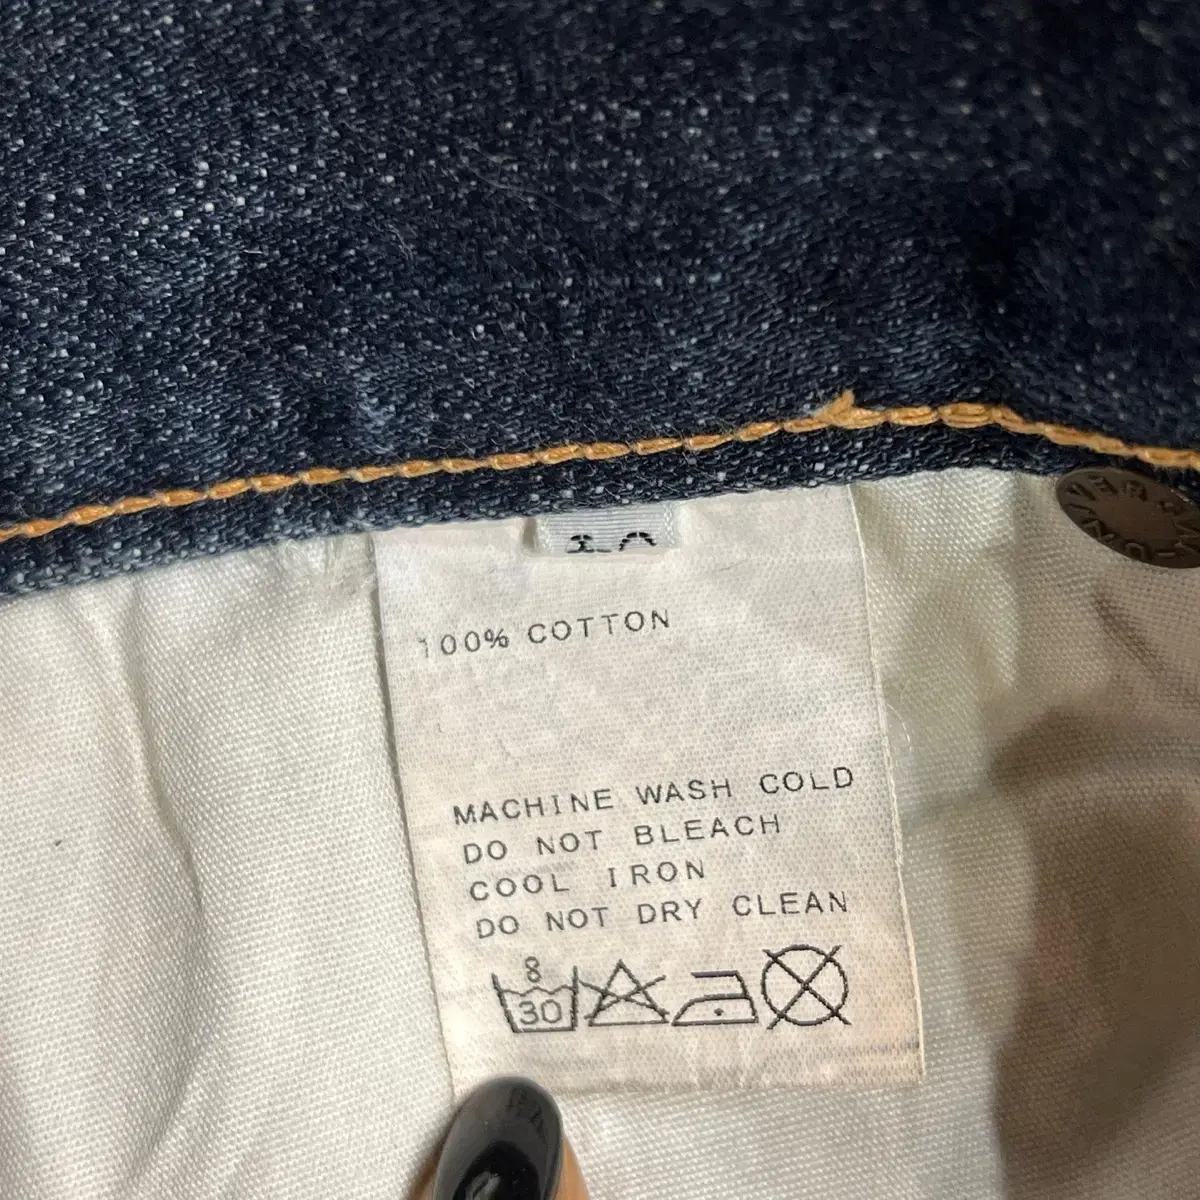 100% COTTON
MACHINE WASH COLD
DO NOT BLEACH
COOL IRON
DO NOT DRY CLEAN
8
30